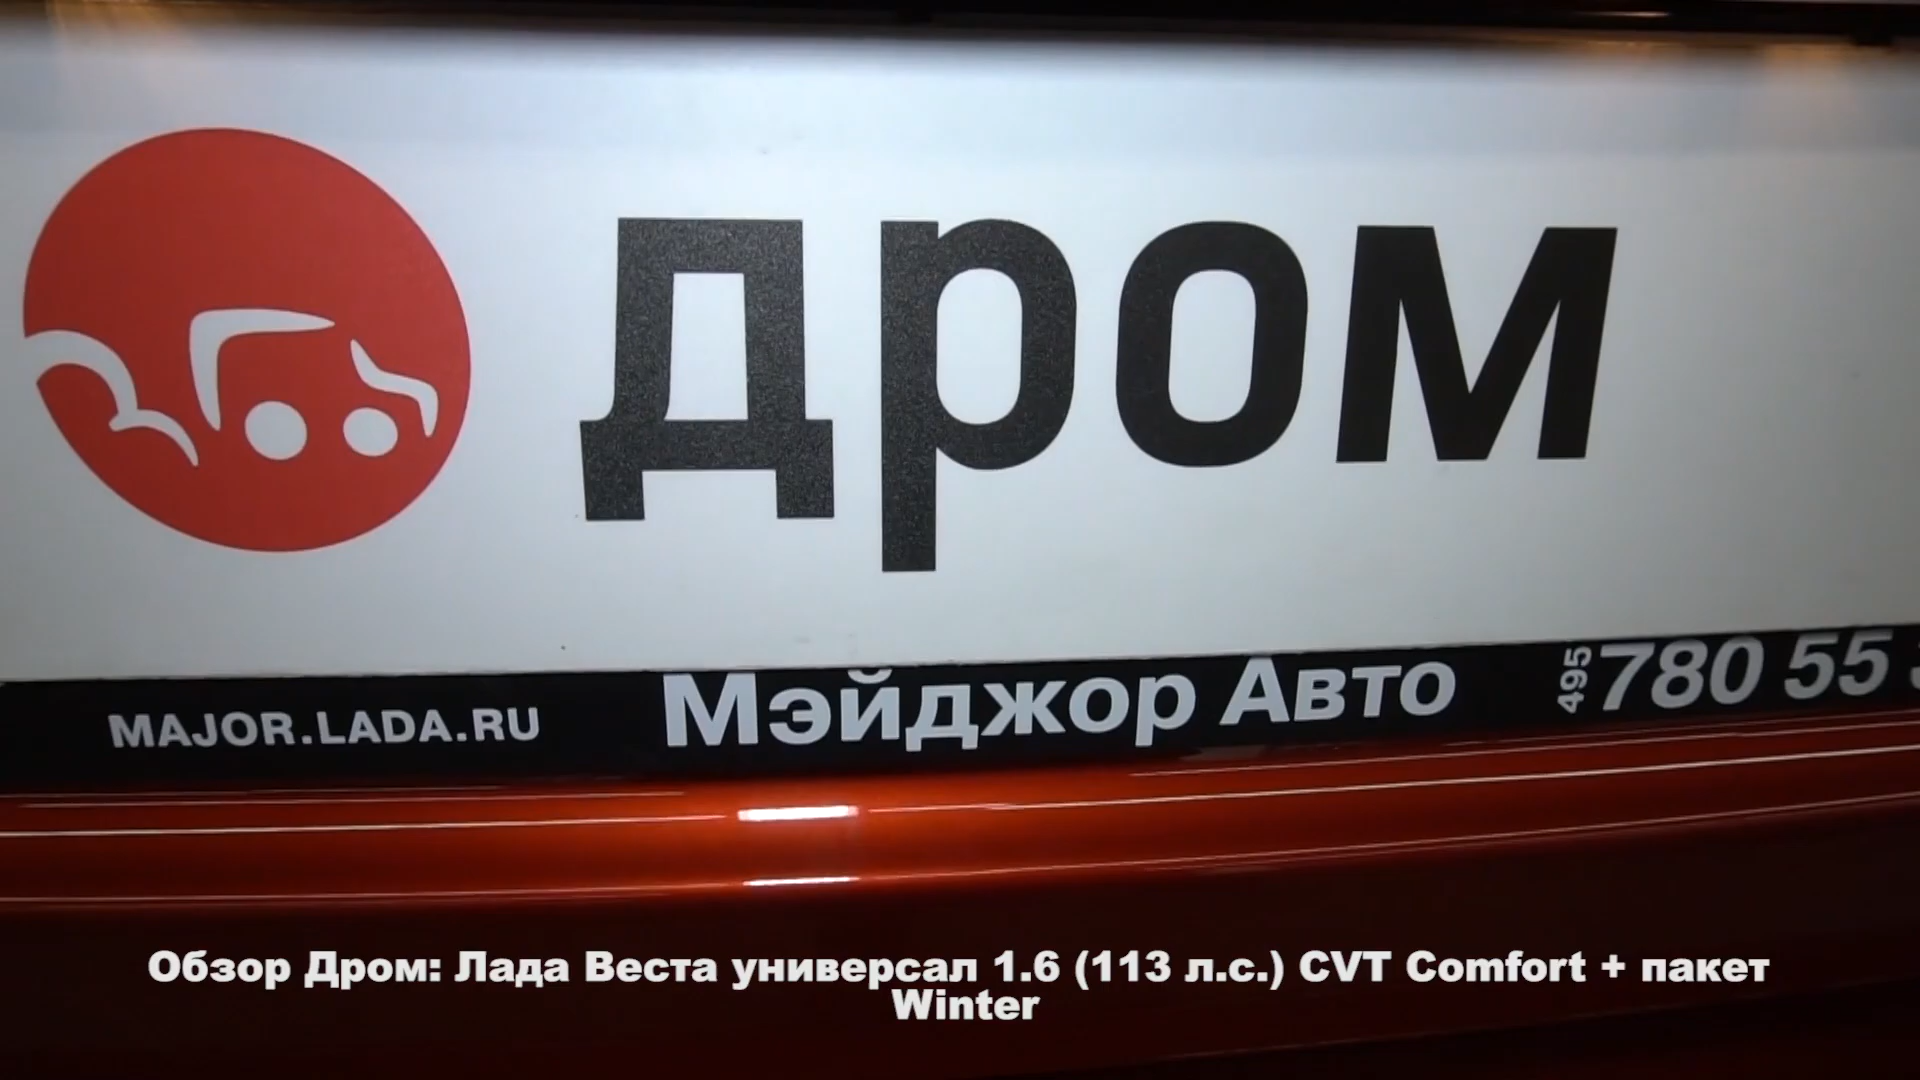 дром
MAJOR.LADA.RU
Мэйджор Авто
495 780 55
Обзор Дром: Лада Веста универсал 1.6 (113 л.с.) CVT Comfort + пакет
Winter